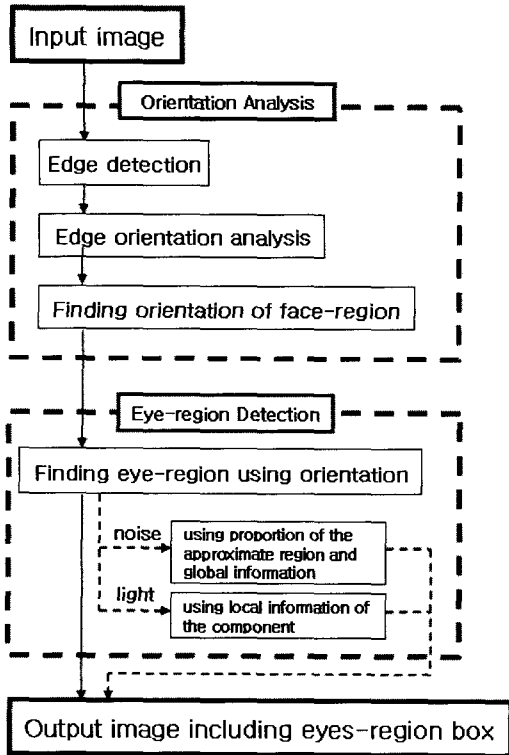 Input image
Orientation Analysis
Edge detection
Edge orientation analysis
Finding orientation of face-region
Eye-region Detection
Finding eye-region using orientation
noise
using proportion of the
approximate region and
global information
light
using local information of
the component
Output image including eyes-region box